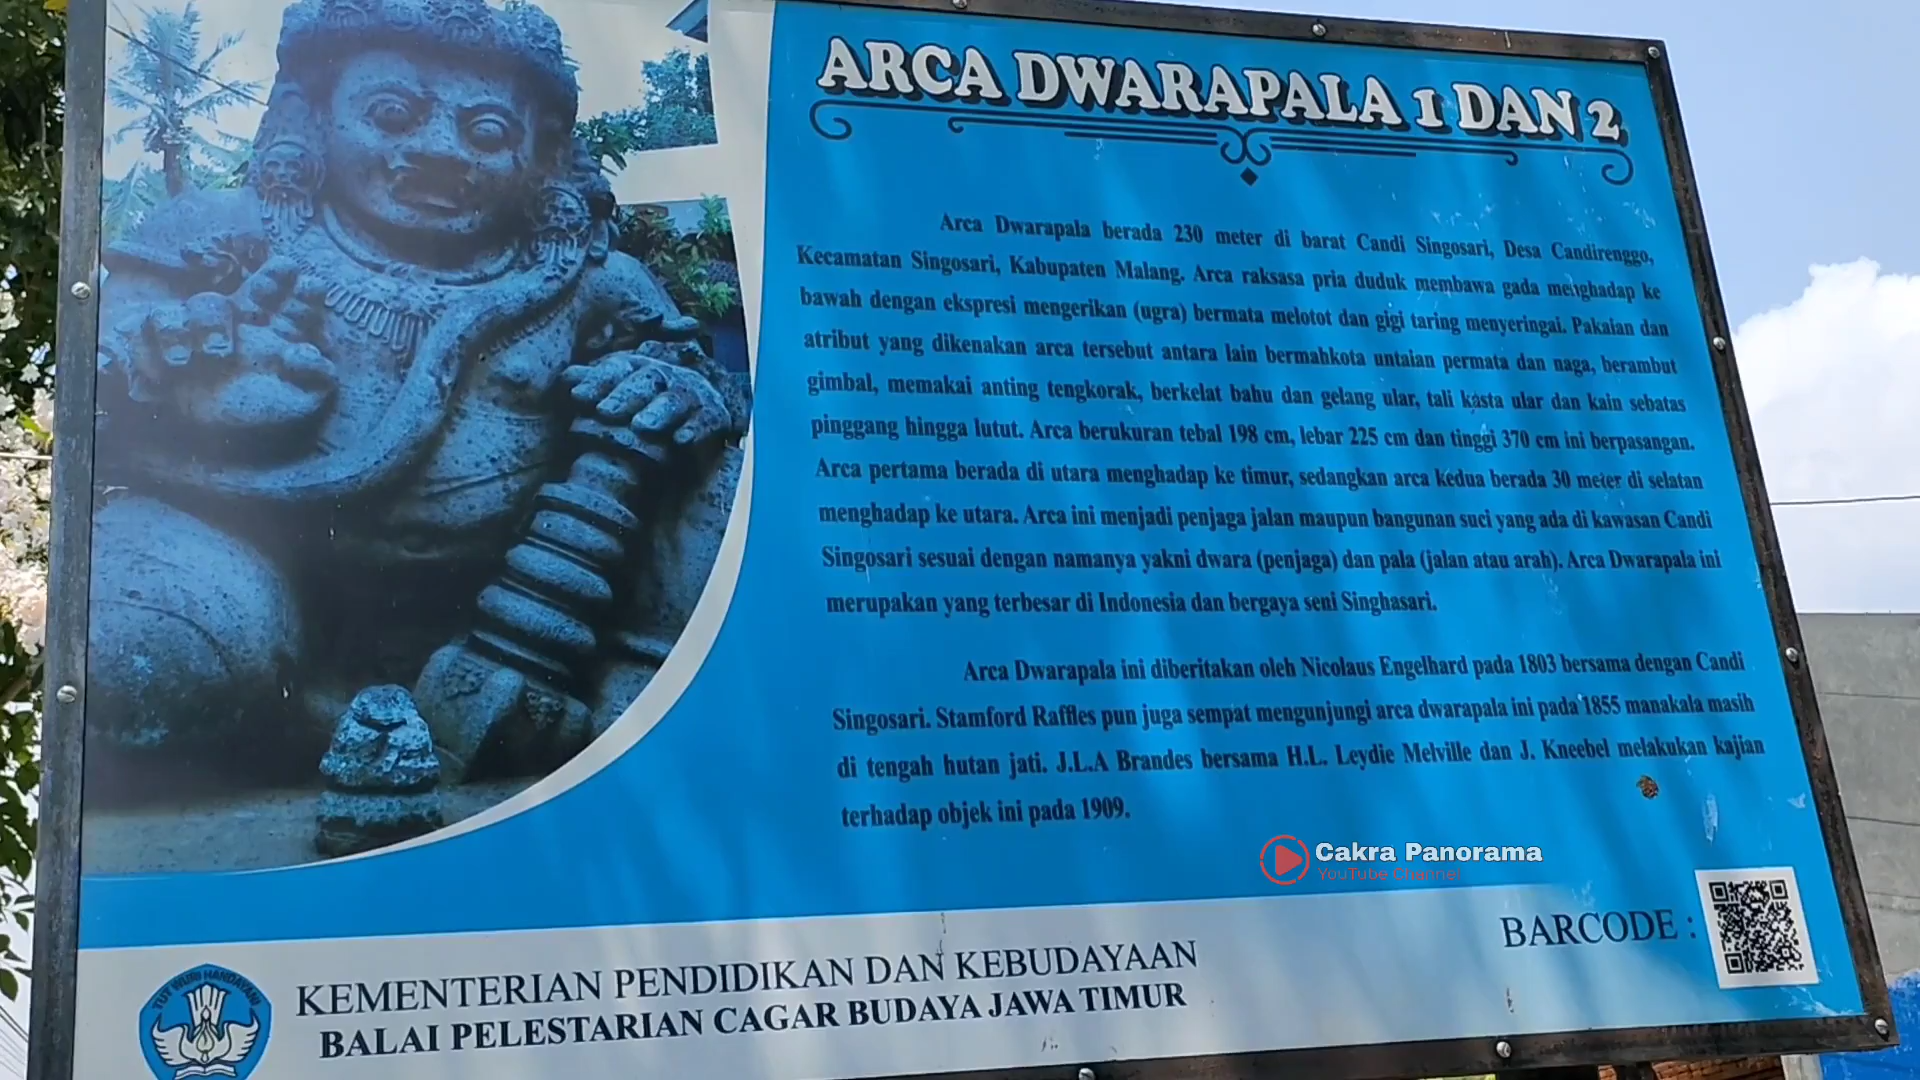 ARCA DWARAPALA 1 DAN 2
Arca Dwarapala berada 230 meter di barat Candi Singosari, Desa Candirenggo,
Kecamatan Singosari, Kabupaten Malang. Arca raksasa pria duduk membawa gada menghadap ke
bawah dengan ekspresi mengerikan (ugra) bermata melotot dan gigi taring menyeringai. Pakaian dan
atribut yang dikenakan arca tersebut antara lain bermahkota untaian permata dan naga, berambut
gimbal, memakai anting tengkorak, berkelat bahu dan gelang ular, tali kasta ular dan kain sebatas
pinggang hingga lutut. Arca berukuran tebal 198 cm, lebar 225 cm dan tinggi 370 cm ini berpasangan.
Arca pertama berada di utara menghadap ke timur, sedangkan arca kedua berada 30 meter di selatan
menghadap ke utara. Arca ini menjadi penjaga jalan maupun bangunan suci yang ada di kawasan Candi
Singosari sesuai dengan namanya yakni dwara (penjaga) dan pala (jalan atau arah). Arca Dwarapala ini
merupakan yang terbesar di Indonesia dan bergaya seni Singhasari.
Arca Dwarapala ini diberitakan oleh Nicolaus Engelhard pada 1803 bersama dengan Candi
Singosari. Stamford Raffles pun juga sempat mengunjungi arca dwarapala ini pada 1855 manakala masih
di tengah hutan jati. J.L.A Brandes bersama H.L. Leydie Melville dan J. Kneebel melakukan kajian
terhadap objek ini pada 1909.
Cakra Panorama
YouTube Channel
BARCODE :
TUT WURI HANDAYANI
KEMENTERIAN PENDIDIKAN DAN KEBUDAYAAN
BALAI PELESTARIAN CAGAR BUDAYA JAWA TIMUR